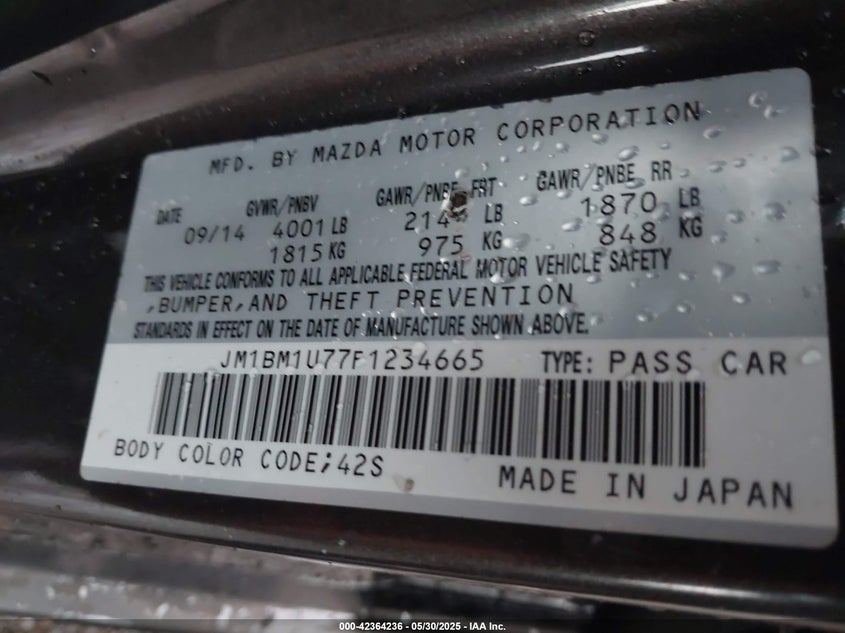 MFD. BY MAZDA MOTOR CORPORATION
DATE GVWR/PNBV GAWR/PNBE FRT GAWR/PNBE RR
09/14 4001 LB LB 1870 LB
1815 KG 975 KG 848 KG
THIS VEHICLE CONFORMS TO ALL APPLICABLE FEDERAL MOTOR VEHICLE SAFETY
,BUMPER,AND THEFT PREVENTION
STANDARDS IN EFFECT ON THE DATE OF MANUFACTURE SHOWN ABOVE.
JM1BM1U77F1234665 TYPE: PASS CAR
BODY COLOR CODE;42S MADE IN JAPAN
000-42364236 - 05/30/2025 - IAA Inc.